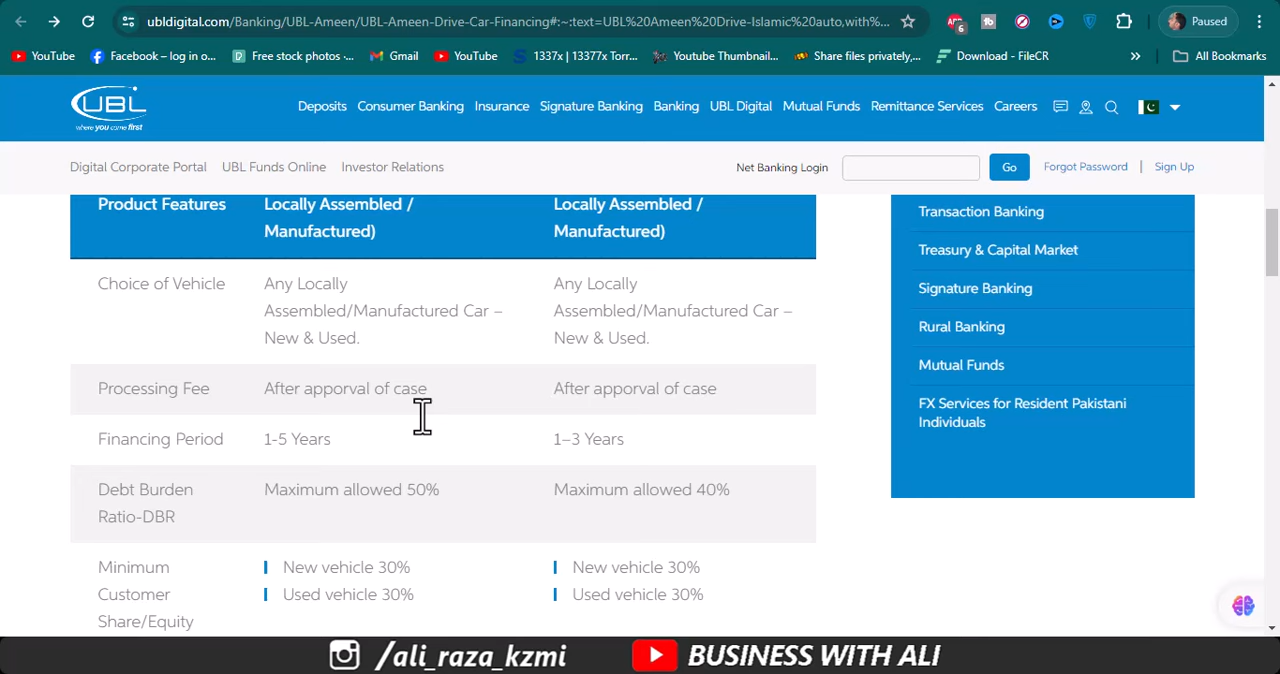 ubldigital.com/Banking/UBL-Ameen/UBL-Ameen-Drive-Car-Financing#:~:text=UBL%20Ameen%20Drive-Islamic%20auto,with%...
6
Paused
YouTube
Facebook – log in o...
Free stock photos ·...
Gmail
YouTube
1337x | 13377x Torr...
Youtube Thumbnail...
Share files privately,...
Download - FileCR
»
All Bookmarks
UBL
where you come first
Deposits
Consumer Banking
Insurance
Signature Banking
Banking
UBL Digital
Mutual Funds
Remittance Services
Careers
Digital Corporate Portal
UBL Funds Online
Investor Relations
Net Banking Login
Go
Forgot Password
|
Sign Up
Product Features
Locally Assembled /
Manufactured)
Locally Assembled /
Manufactured)
Choice of Vehicle
Any Locally
Assembled/Manufactured Car –
New & Used.
Any Locally
Assembled/Manufactured Car –
New & Used.
Processing Fee
After apporval of case
After apporval of case
Financing Period
1-5 Years
1–3 Years
Debt Burden
Ratio-DBR
Maximum allowed 50%
Maximum allowed 40%
Minimum
Customer
Share/Equity
New vehicle 30%
Used vehicle 30%
New vehicle 30%
Used vehicle 30%
Transaction Banking
Treasury & Capital Market
Signature Banking
Rural Banking
Mutual Funds
FX Services for Resident Pakistani
Individuals
/ali_raza_kzmi
BUSINESS WITH ALI